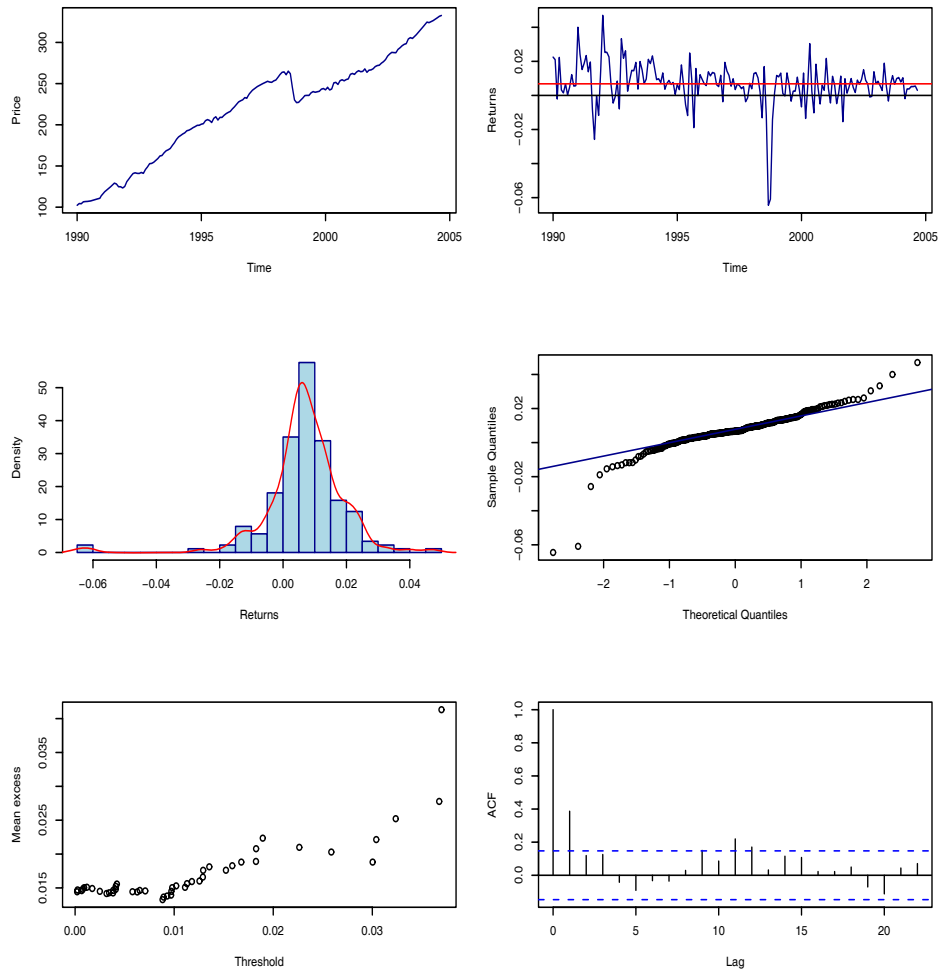 Price
100 150 200 250 300
1990 1995 2000 2005
Time
Returns
−0.06 −0.02 0.02
1990 1995 2000 2005
Time
Density
0 10 20 30 40 50
−0.06 −0.04 −0.02 0.00 0.02 0.04
Returns
Sample Quantiles
−0.06 −0.02 0.02
−2 −1 0 1 2
Theoretical Quantiles
Mean excess
0.015 0.025 0.035
0.00 0.01 0.02 0.03
Threshold
ACF
0.0 0.2 0.4 0.6 0.8 1.0
0 5 10 15 20
Lag